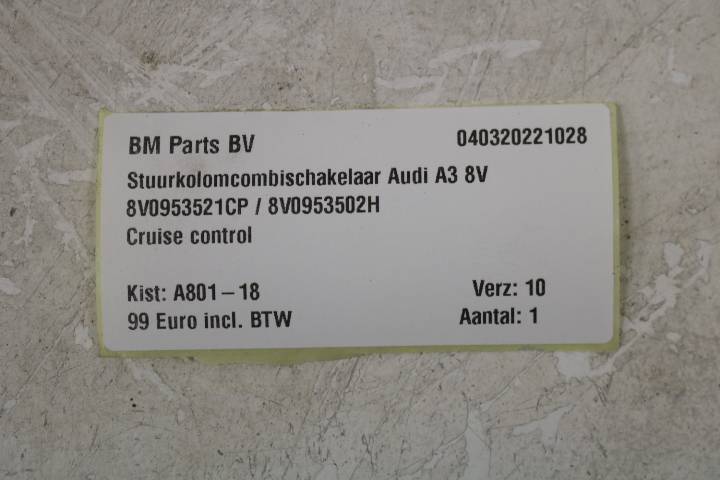 BM Parts BV 040320221028
Stuurkolomcombischakelaar Audi A3 8V
8V0953521CP / 8V0953502H
Cruise control
Kist: A801-18 Verz: 10
99 Euro incl. BTW Aantal: 1